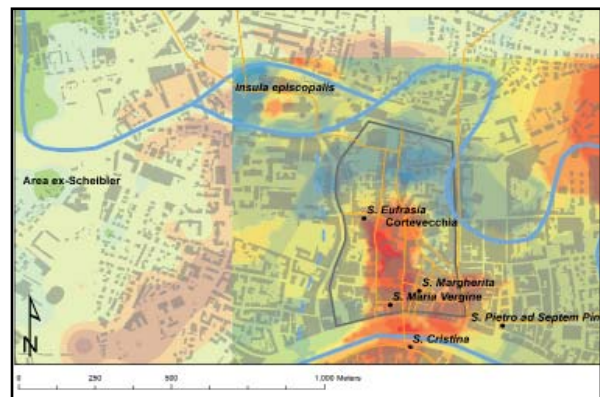 Insula episcopalis
Area ex-Scheibler
S. Eufrasia
Cortevecchia
S. Margherita
S. Maria Vergine
S. Pietro ad Septem Pin
S. Cristina
N
0 250 500 1,000 Meters